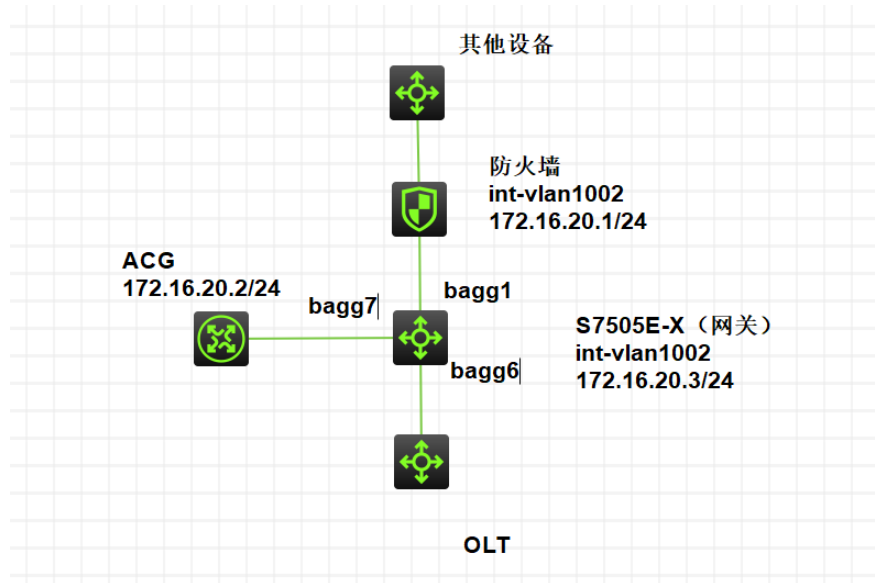 其他设备
防火墙
int-vlan1002
172.16.20.1/24
ACG
172.16.20.2/24
bagg7
bagg1
S7505E-X（网关）
int-vlan1002
172.16.20.3/24
bagg6
OLT